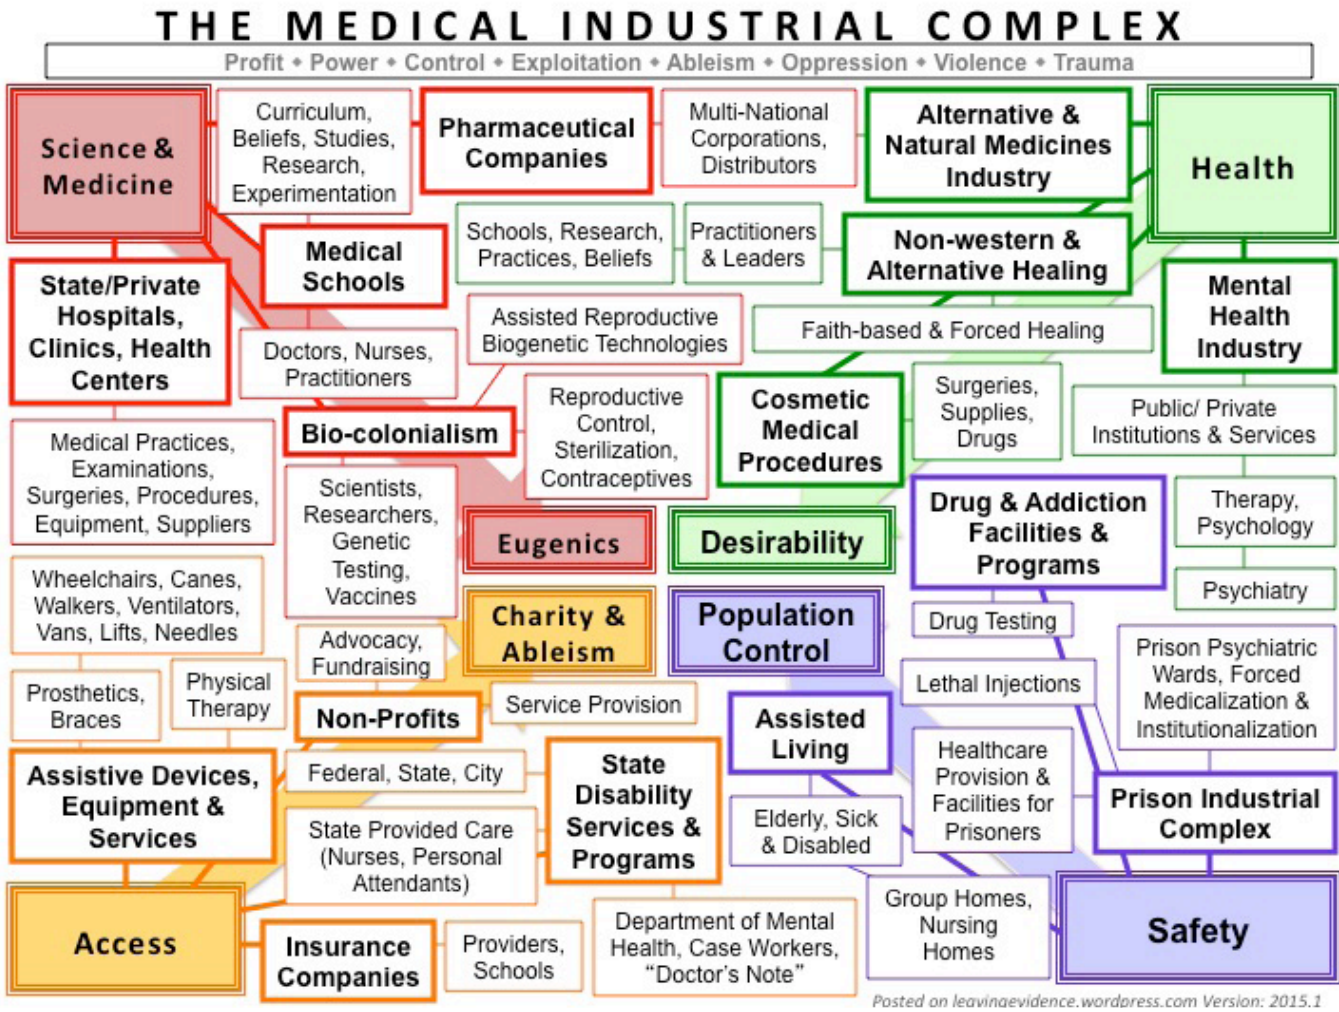 THE MEDICAL INDUSTRIAL COMPLEX
Profit • Power • Control • Exploitation • Ableism • Oppression • Violence • Trauma
Science &
Medicine
Curriculum,
Beliefs, Studies,
Research,
Experimentation
Pharmaceutical
Companies
Multi-National
Corporations,
Distributors
Alternative &
Natural Medicines
Industry
Health
Medical
Schools
Schools, Research,
Practices, Beliefs
Practitioners
& Leaders
Non-western &
Alternative Healing
State/Private
Hospitals,
Clinics, Health
Centers
Mental
Health
Industry
Doctors, Nurses,
Practitioners
Assisted Reproductive
Biogenetic Technologies
Faith-based & Forced Healing
Bio-colonialism
Reproductive
Control,
Sterilization,
Contraceptives
Cosmetic
Medical
Procedures
Surgeries,
Supplies,
Drugs
Public/ Private
Institutions & Services
Medical Practices,
Examinations,
Surgeries, Procedures,
Equipment, Suppliers
Scientists,
Researchers,
Genetic
Testing,
Vaccines
Eugenics
Desirability
Drug & Addiction
Facilities &
Programs
Therapy,
Psychology
Psychiatry
Wheelchairs, Canes,
Walkers, Ventilators,
Vans, Lifts, Needles
Charity &
Ableism
Population
Control
Drug Testing
Advocacy,
Fundraising
Prosthetics,
Braces
Physical
Therapy
Non-Profits
Service Provision
Assisted
Living
Lethal Injections
Prison Psychiatric
Wards, Forced
Medicalization &
Institutionalization
Assistive Devices,
Equipment &
Services
Federal, State, City
State
Disability
Services &
Programs
Healthcare
Provision &
Facilities for
Prisoners
Prison Industrial
Complex
State Provided Care
(Nurses, Personal
Attendants)
Elderly, Sick
& Disabled
Access
Insurance
Companies
Providers,
Schools
Department of Mental
Health, Case Workers,
“Doctor’s Note”
Group Homes,
Nursing
Homes
Safety
Posted on leavingevidence.wordpress.com Version: 2015.1